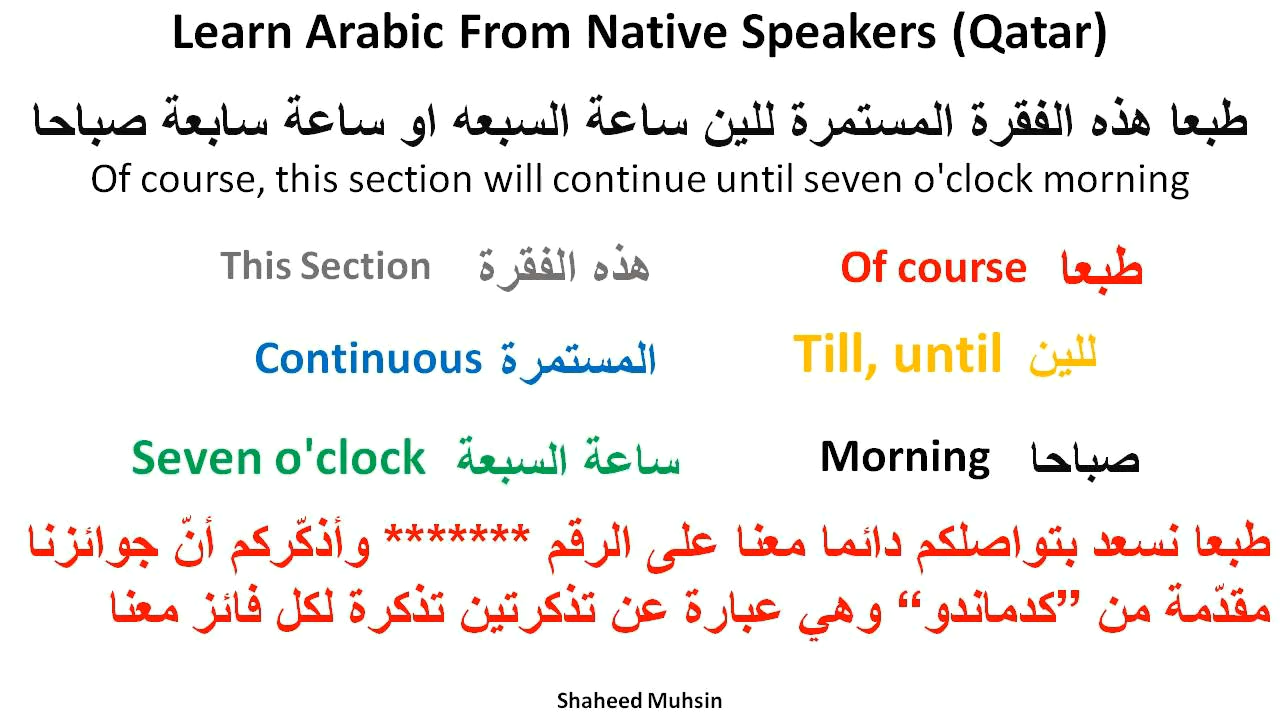 Learn Arabic From Native Speakers (Qatar)
طبعا هذه الفقرة المستمرة للين ساعة السبعه او ساعة سابعة صباحا
Of course, this section will continue until seven o'clock morning
This Section هذه الفقرة
Of course طبعا
Continuous المستمرة
Till, until للين
Seven o'clock ساعة السبعة
Morning صباحا
طبعا نسعد بتواصلكم دائما معنا على الرقم ******* وأذكّركم أنّ جوائزنا
مقدّمة من ”كدماندو“ وهي عبارة عن تذكرتين تذكرة لكل فائز معنا
Shaheed Muhsin